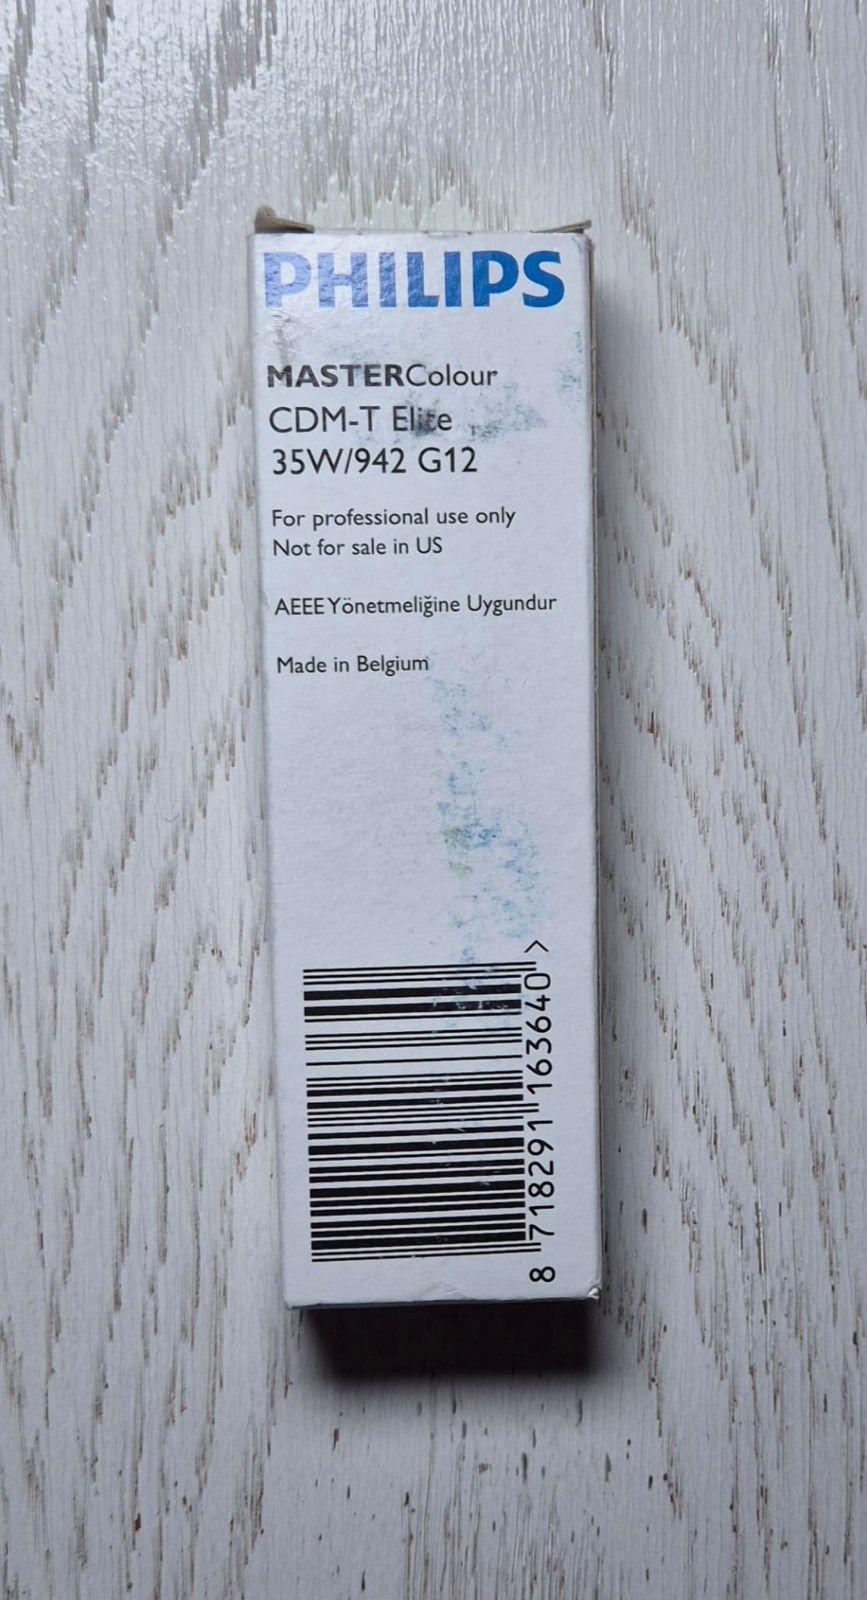 PHILIPS
MASTERColour
CDM-T Elite
35W/942 G12
For professional use only
Not for sale in US
AEEE Yönetmeliğine Uygundur
Made in Belgium
8 718291 163640 >